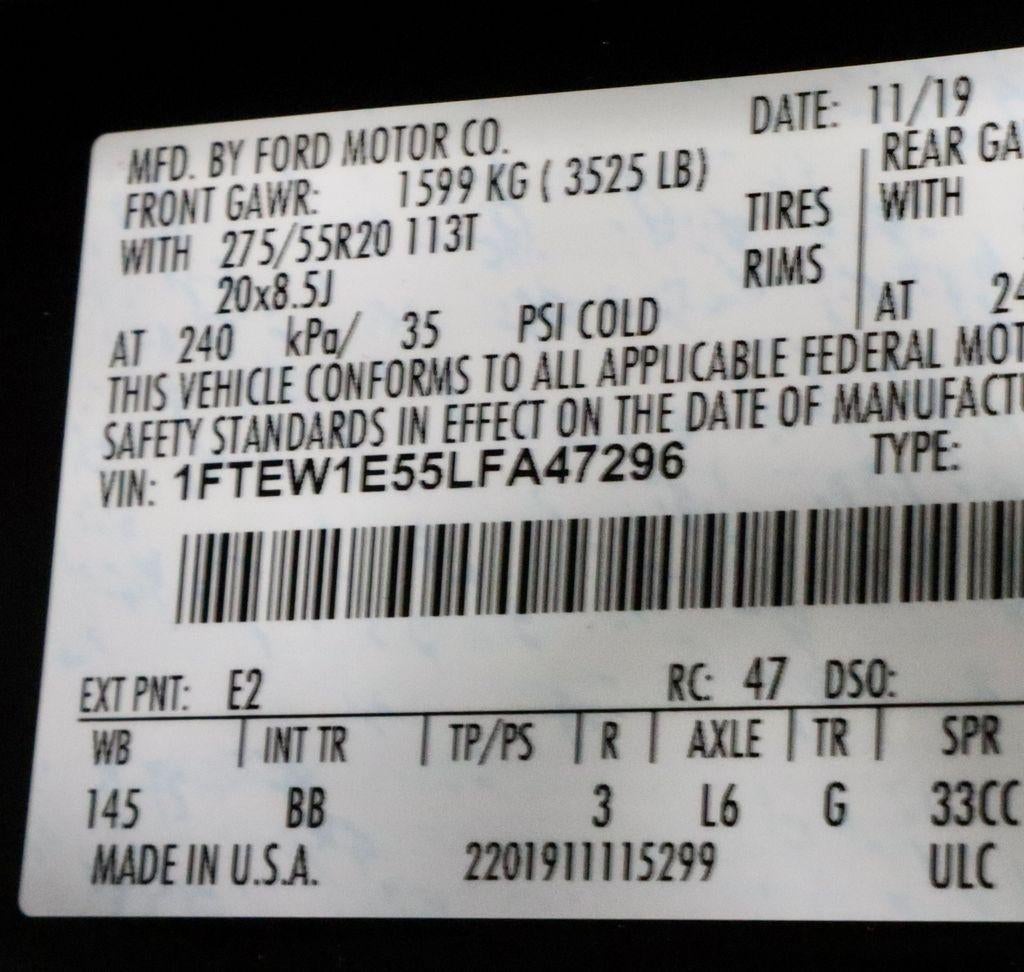 MFD. BY FORD MOTOR CO. DATE: 11/19
FRONT GAWR: 1599 KG ( 3525 LB) REAR GA
WITH 275/55R20 113T TIRES WITH
20x8.5J RIMS
AT 240 kPa/ 35 PSI COLD AT 24
THIS VEHICLE CONFORMS TO ALL APPLICABLE FEDERAL MOT
SAFETY STANDARDS IN EFFECT ON THE DATE OF MANUFACTU
VIN: 1FTEW1E55LFA47296 TYPE:
EXT PNT: E2 RC: 47 DSO:
WB | INT TR | TP/PS | R | AXLE | TR | SPR
145 BB 3 L6 G 33CC
MADE IN U.S.A. 2201911115299 ULC